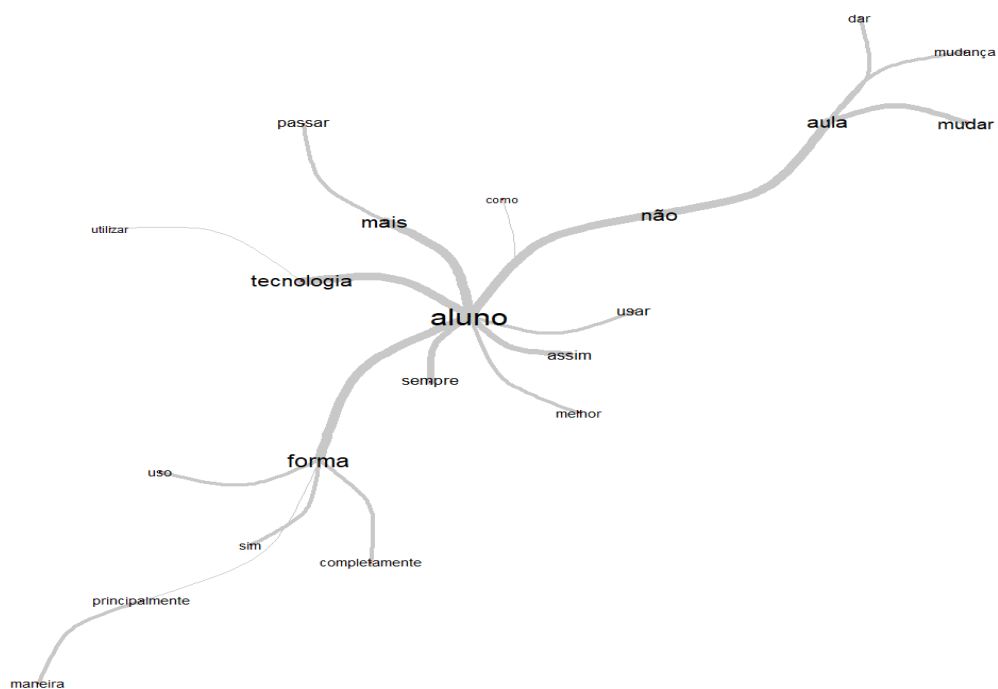 dar
mudança
passar
aula
mudar
como
não
mais
utilizar
tecnologia
aluno
usar
assim
sempre
melhor
forma
uso
sim
completamente
principalmente
maneira